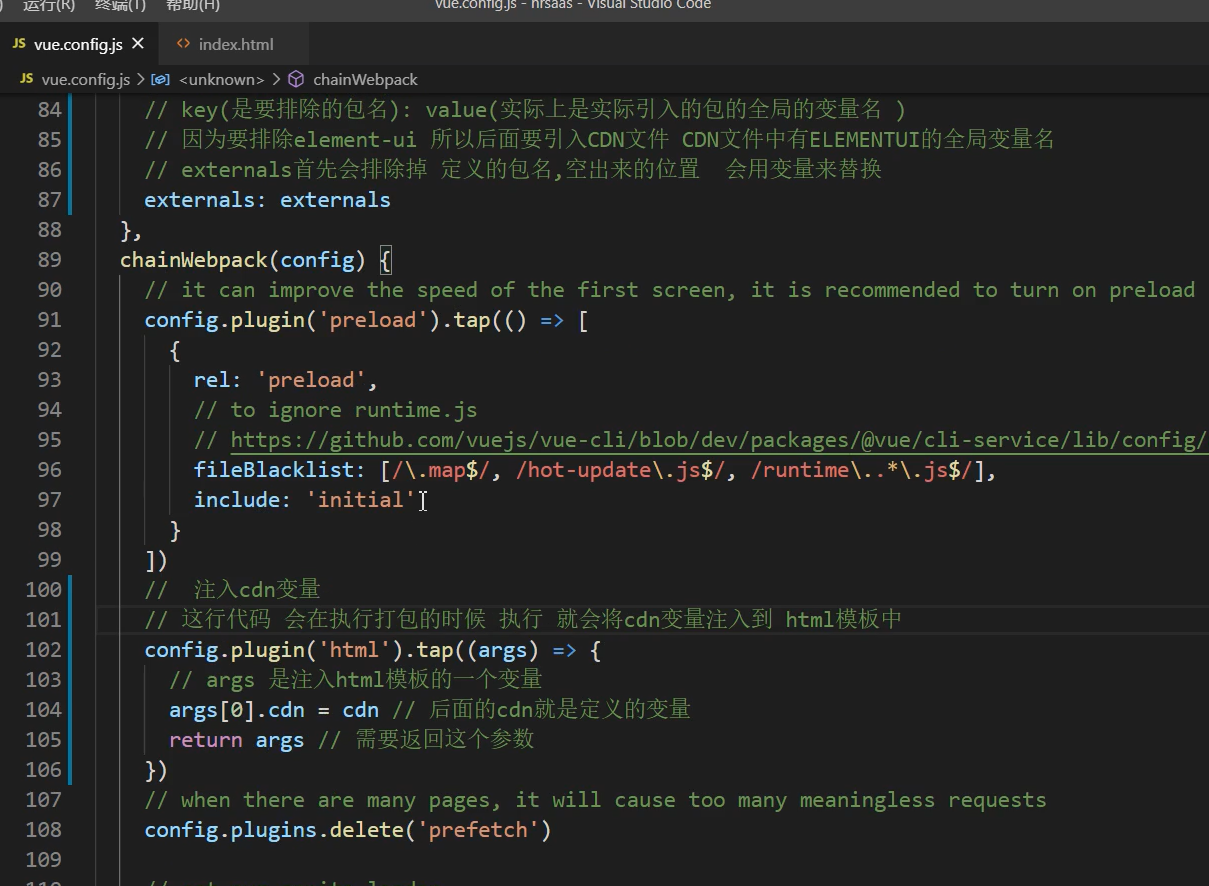 运行(R) 终端(T) 帮助(H) vue.config.js - hrsaas - Visual Studio Code
JS vue.config.js × <> index.html
JS vue.config.js > <unknown> > chainWebpack
84 // key(是要排除的包名): value(实际上是实际引入的包的全局的变量名 )
85 // 因为要排除element-ui 所以后面要引入CDN文件 CDN文件中有ELEMENTUI的全局变量名
86 // externals首先会排除掉 定义的包名,空出来的位置 会用变量来替换
87 externals: externals
88 },
89 chainWebpack(config) {
90 // it can improve the speed of the first screen, it is recommended to turn on preload
91 config.plugin('preload').tap(() => [
92 {
93 rel: 'preload',
94 // to ignore runtime.js
95 // https://github.com/vuejs/vue-cli/blob/dev/packages/@vue/cli-service/lib/config/
96 fileBlacklist: [/\.map$/, /hot-update\.js$/, /runtime\..*\.js$/],
97 include: 'initial'
98 }
99 ])
100 // 注入cdn变量
101 // 这行代码 会在执行打包的时候 执行 就会将cdn变量注入到 html模板中
102 config.plugin('html').tap((args) => {
103 // args 是注入html模板的一个变量
104 args[0].cdn = cdn // 后面的cdn就是定义的变量
105 return args // 需要返回这个参数
106 })
107 // when there are many pages, it will cause too many meaningless requests
108 config.plugins.delete('prefetch')
109